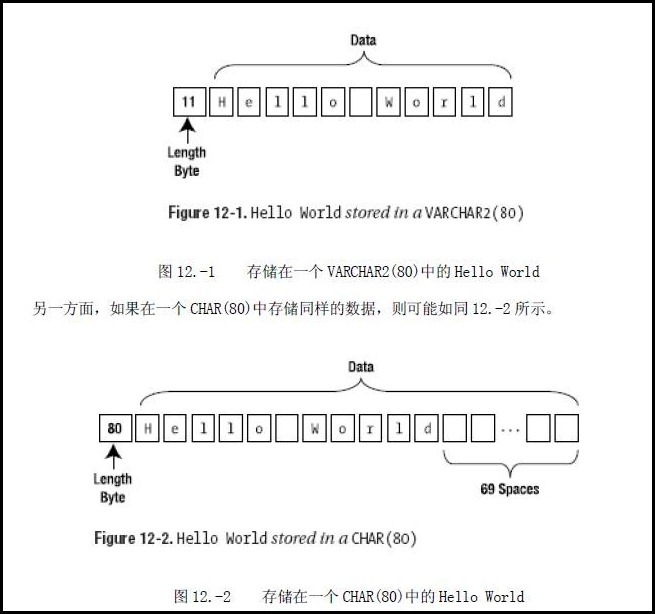 Data
11 H e l l o W o r l d
Length
Byte
Figure 12-1. Hello World stored in a VARCHAR2(80)
图 12.-1 存储在一个 VARCHAR2(80)中的 Hello World
另一方面，如果在一个 CHAR(80)中存储同样的数据，则可能如同 12.-2 所示。
Data
80 H e l l o W o r l d ...
Length
Byte
69 Spaces
Figure 12-2. Hello World stored in a CHAR(80)
图 12.-2 存储在一个 CHAR(80)中的 Hello World